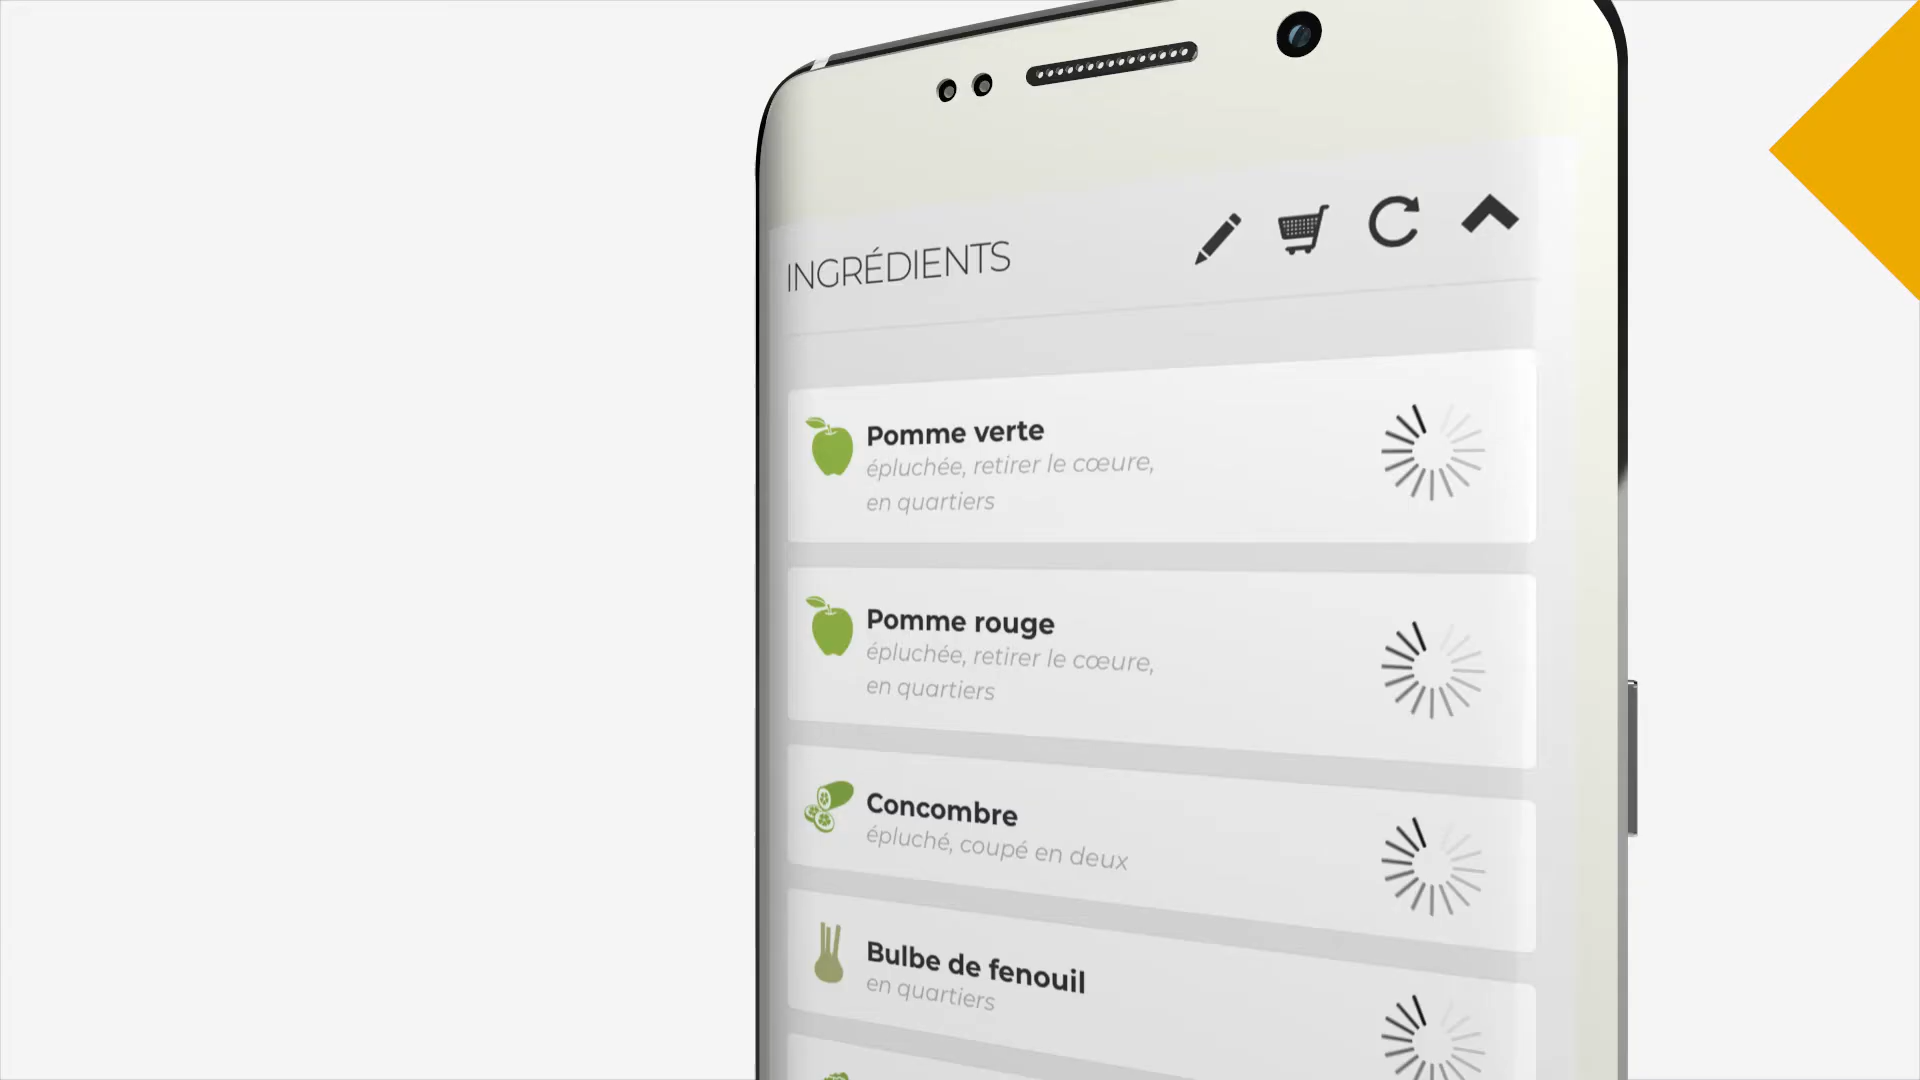 INGRÉDIENTS
Pomme verte
épluchée, retirer le cœure,
en quartiers
Pomme rouge
épluchée, retirer le cœure,
en quartiers
Concombre
épluché, coupé en deux
Bulbe de fenouil
en quartiers